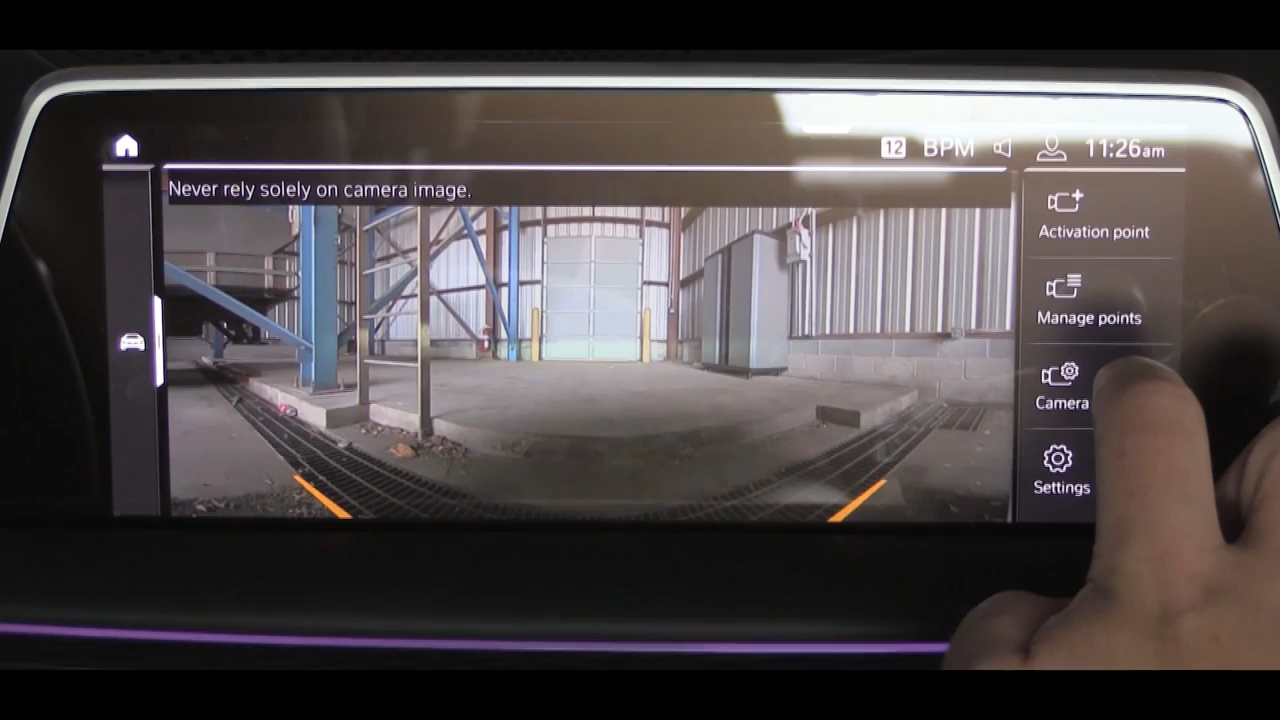 12 BPM 11:26am
Never rely solely on camera image.
Activation point
Manage points
Camera
Settings